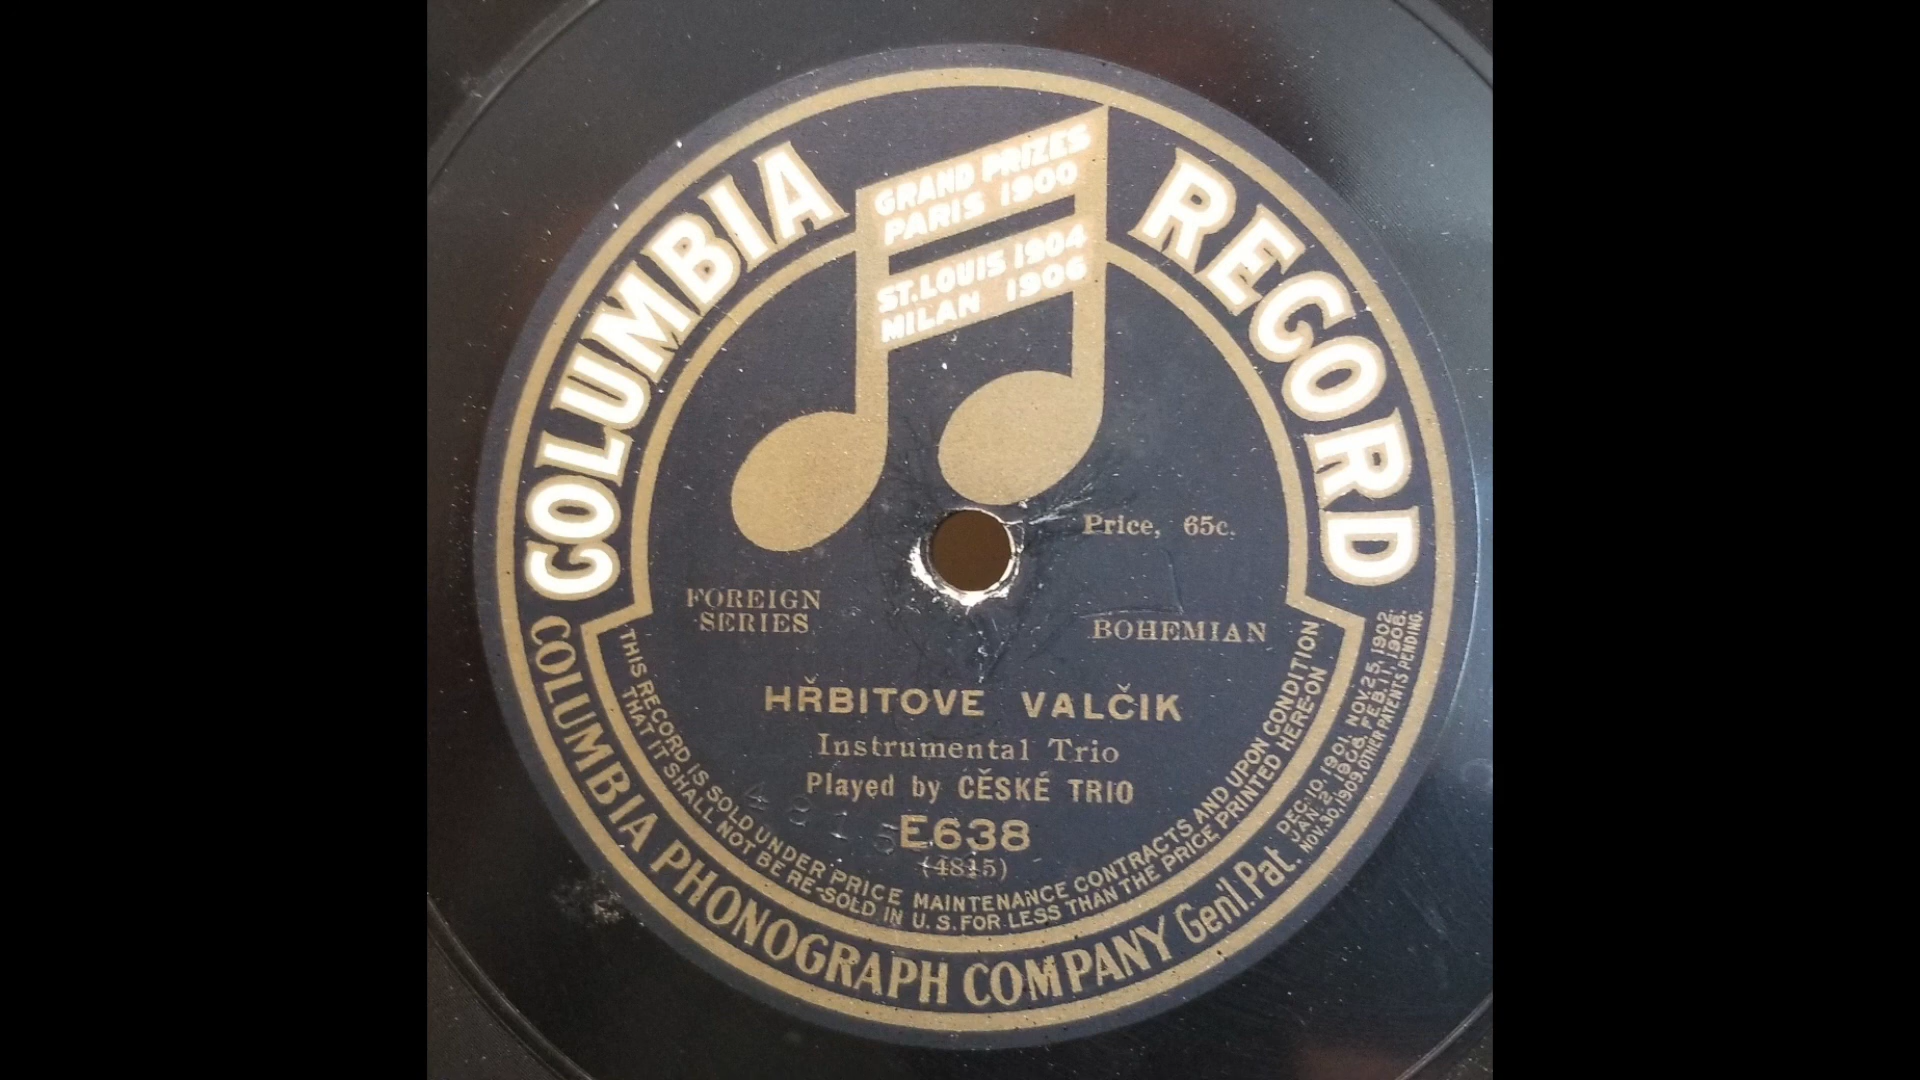 COLUMBIA RECORD
GRAND PRIZES
PARIS 1900
ST. LOUIS 1904
MILAN 1906
Price, 65c.
FOREIGN
SERIES
BOHEMIAN
HŘBITOVE VALČIK
Instrumental Trio
Played by CĚSKÉ TRIO
4815
E638
(4815)
THIS RECORD IS SOLD UNDER PRICE MAINTENANCE CONTRACTS AND UPON CONDITION
THAT IT SHALL NOT BE RE-SOLD IN U.S. FOR LESS THAN THE PRICE PRINTED HERE-ON
COLUMBIA PHONOGRAPH COMPANY Gen'l. Pat.
DEC. 10, 1901, NOV. 25, 1902,
JAN. 2, 1906, FEB. 11, 1908,
NOV. 30, 1909. OTHER PATENTS PENDING.